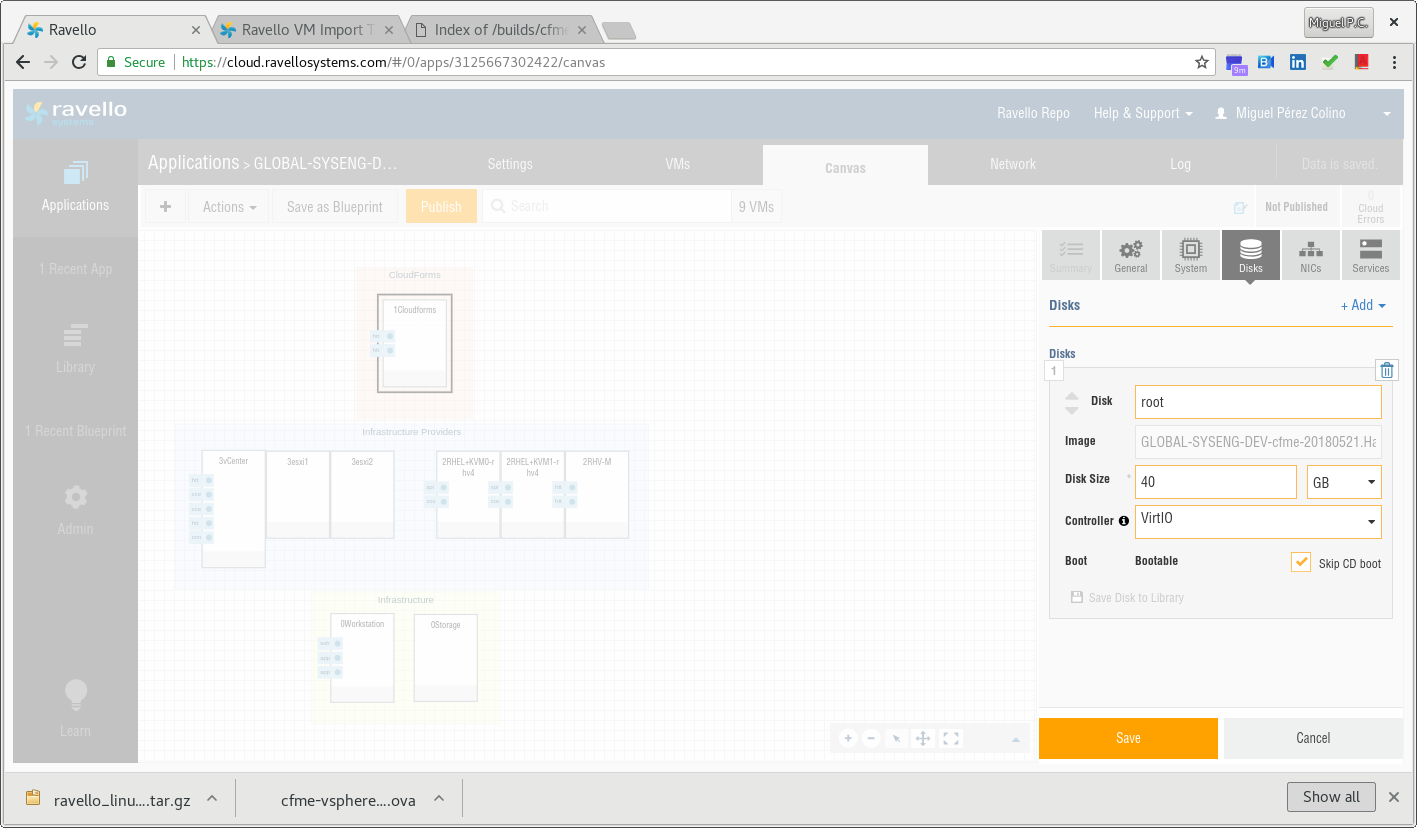 Ravello
Ravello VM Import T
Index of /builds/cfme
Miguel P.C.
Secure
https://cloud.ravellosystems.com/#/0/apps/3125667302422/canvas
9m
ravello
systems
Ravello Repo
Help & Support
Miguel Pérez Colino
Applications > GLOBAL-SYSENG-D...
Settings
VMs
Canvas
Network
Log
Data is saved.
Applications
1 Recent App
Library
1 Recent Blueprint
Admin
Learn
+
Actions
Save as Blueprint
Publish
Search
9 VMs
Not Published
0
Cloud
Errors
CloudForms
1Cloudforms
Infrastructure Providers
3vCenter
3esxi1
3esxi2
2RHEL+KVM0-r
hv4
2RHEL+KVM1-r
hv4
2RHV-M
Infrastructure
0Workstation
0Storage
Summary
General
System
Disks
NICs
Services
Disks
+ Add
Disks
1
Disk
root
Image
GLOBAL-SYSENG-DEV-cfme-20180521.Ha
Disk Size
*
40
GB
Controller
VirtIO
Boot
Bootable
Skip CD boot
Save Disk to Library
Save
Cancel
ravello_linu....tar.gz
cfme-vsphere....ova
Show all